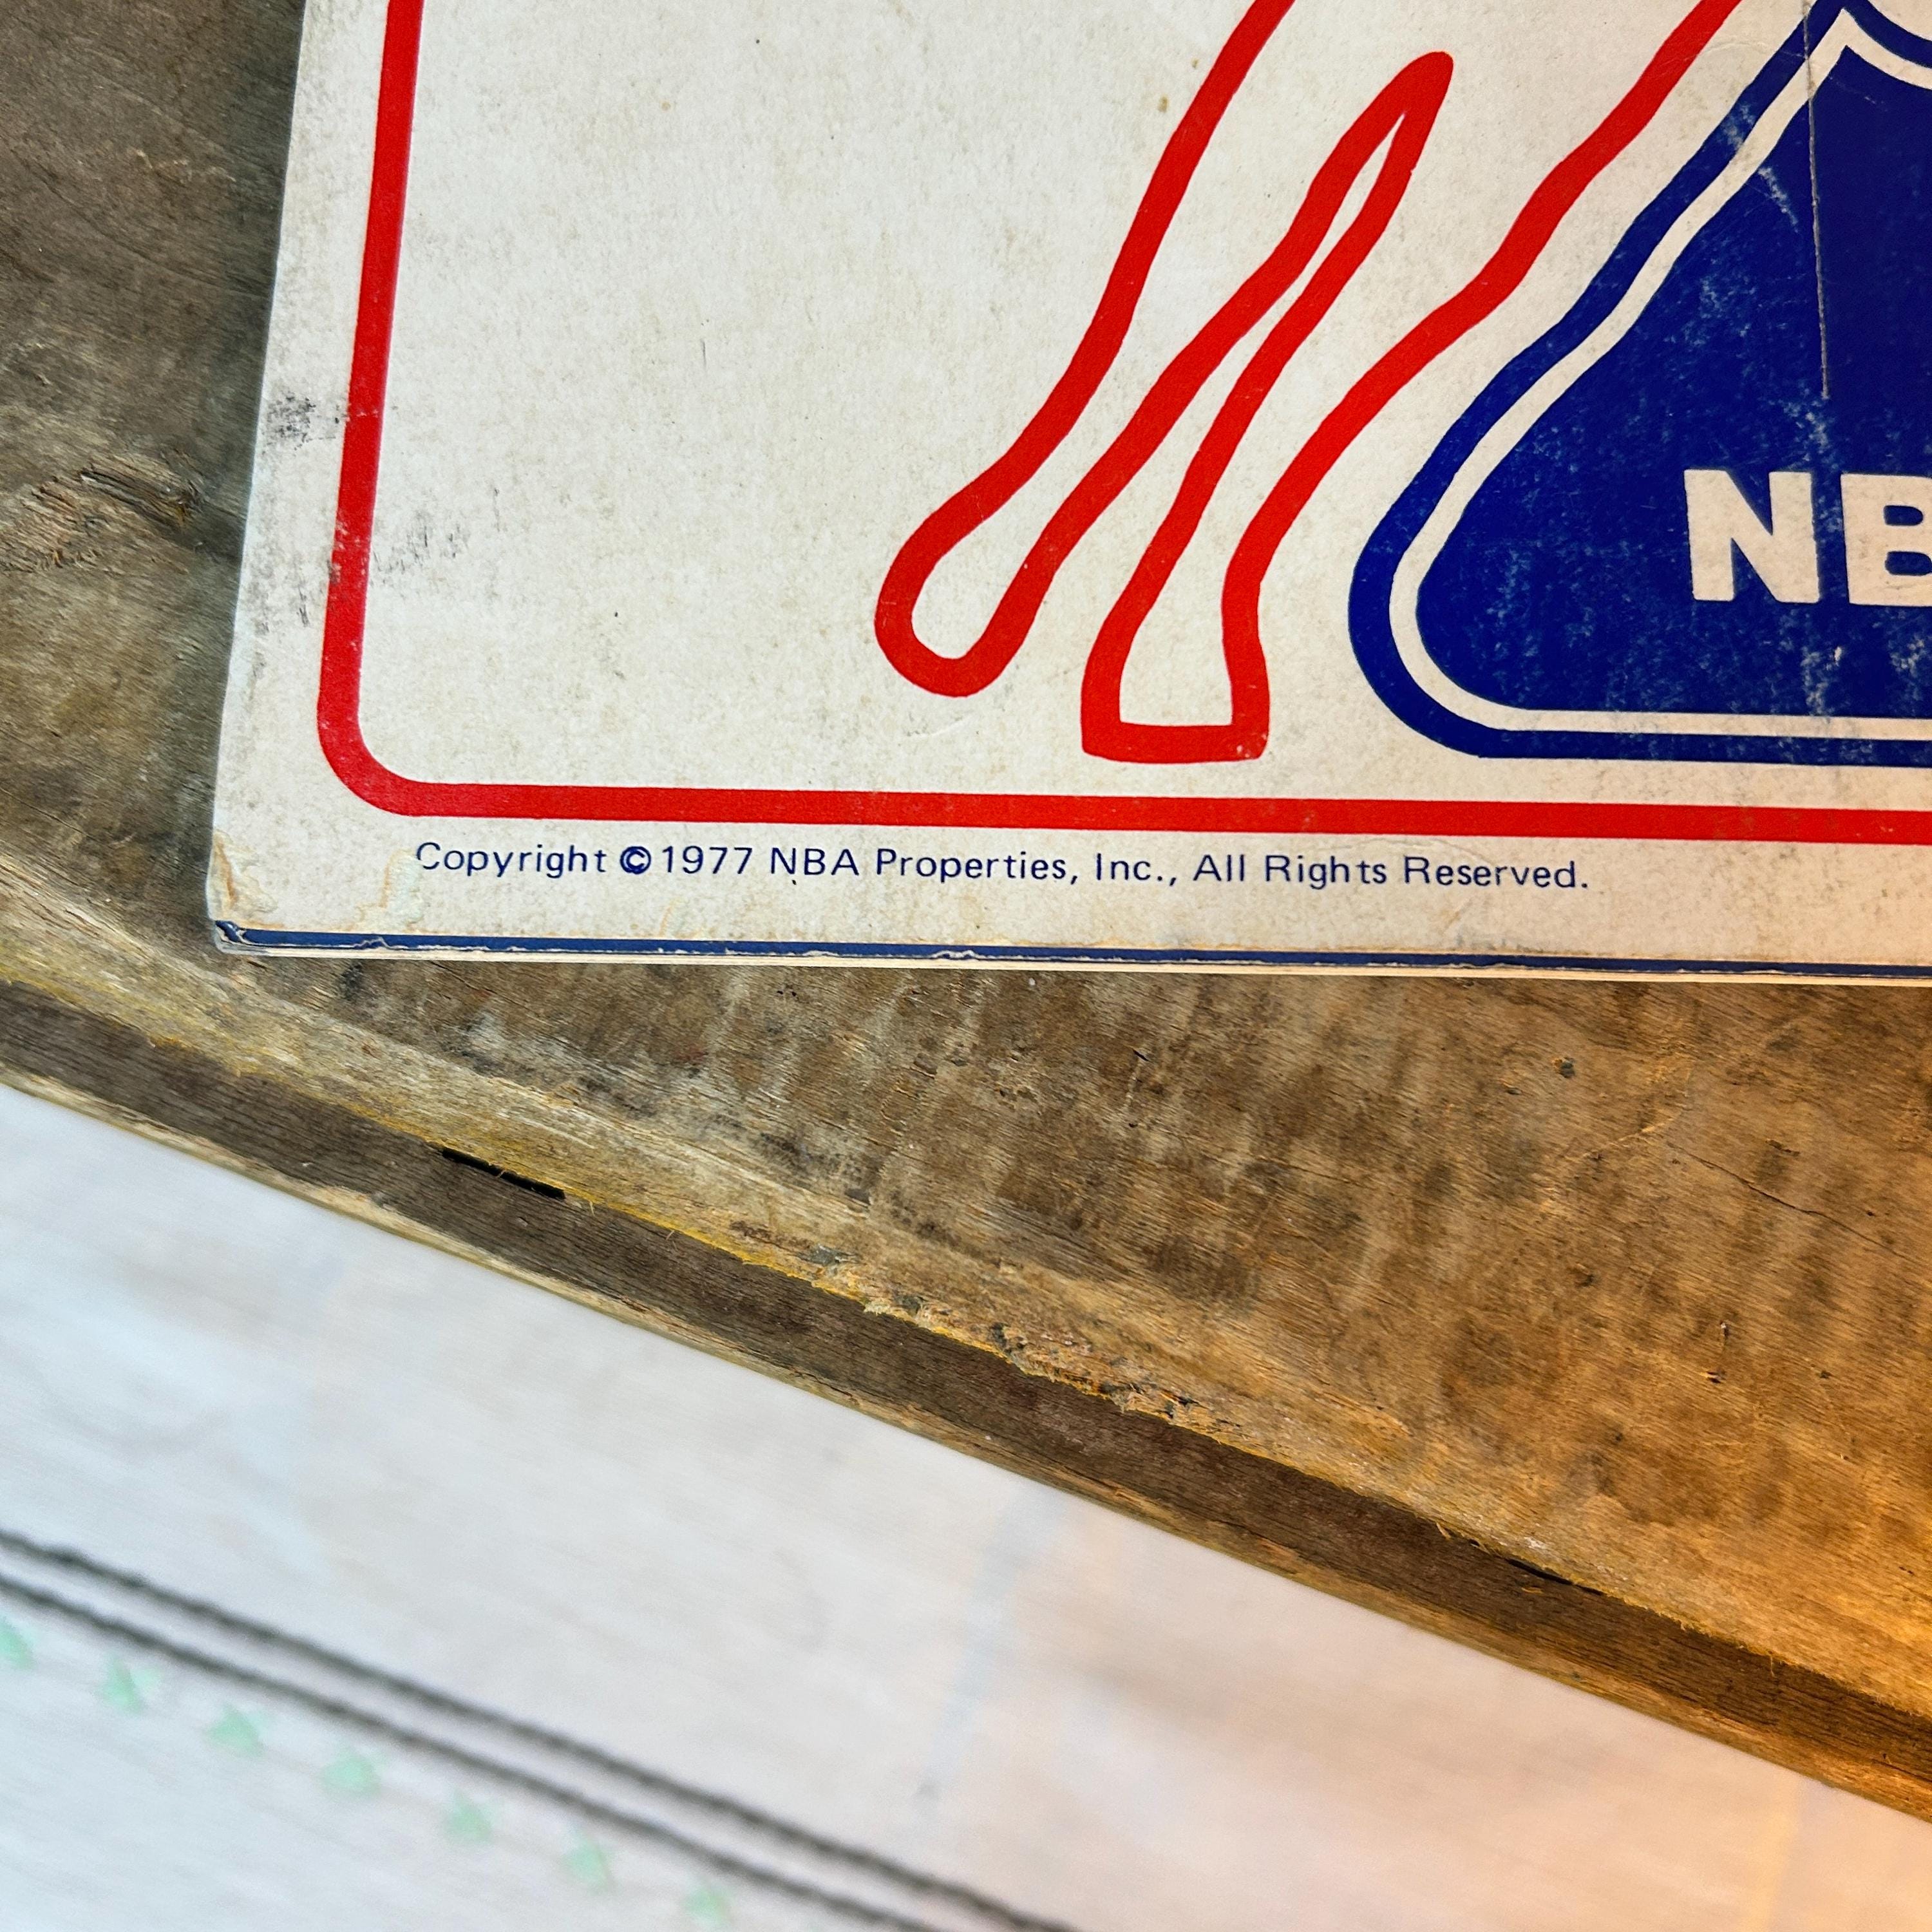 NB
Copyright © 1977 NBA Properties, Inc., All Rights Reserved.